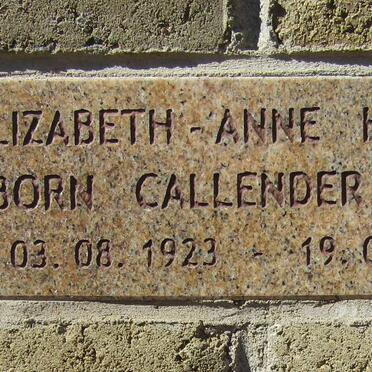 LIZABETH - ANNE
BORN CALLENDER
03. 08. 1923 - 19.